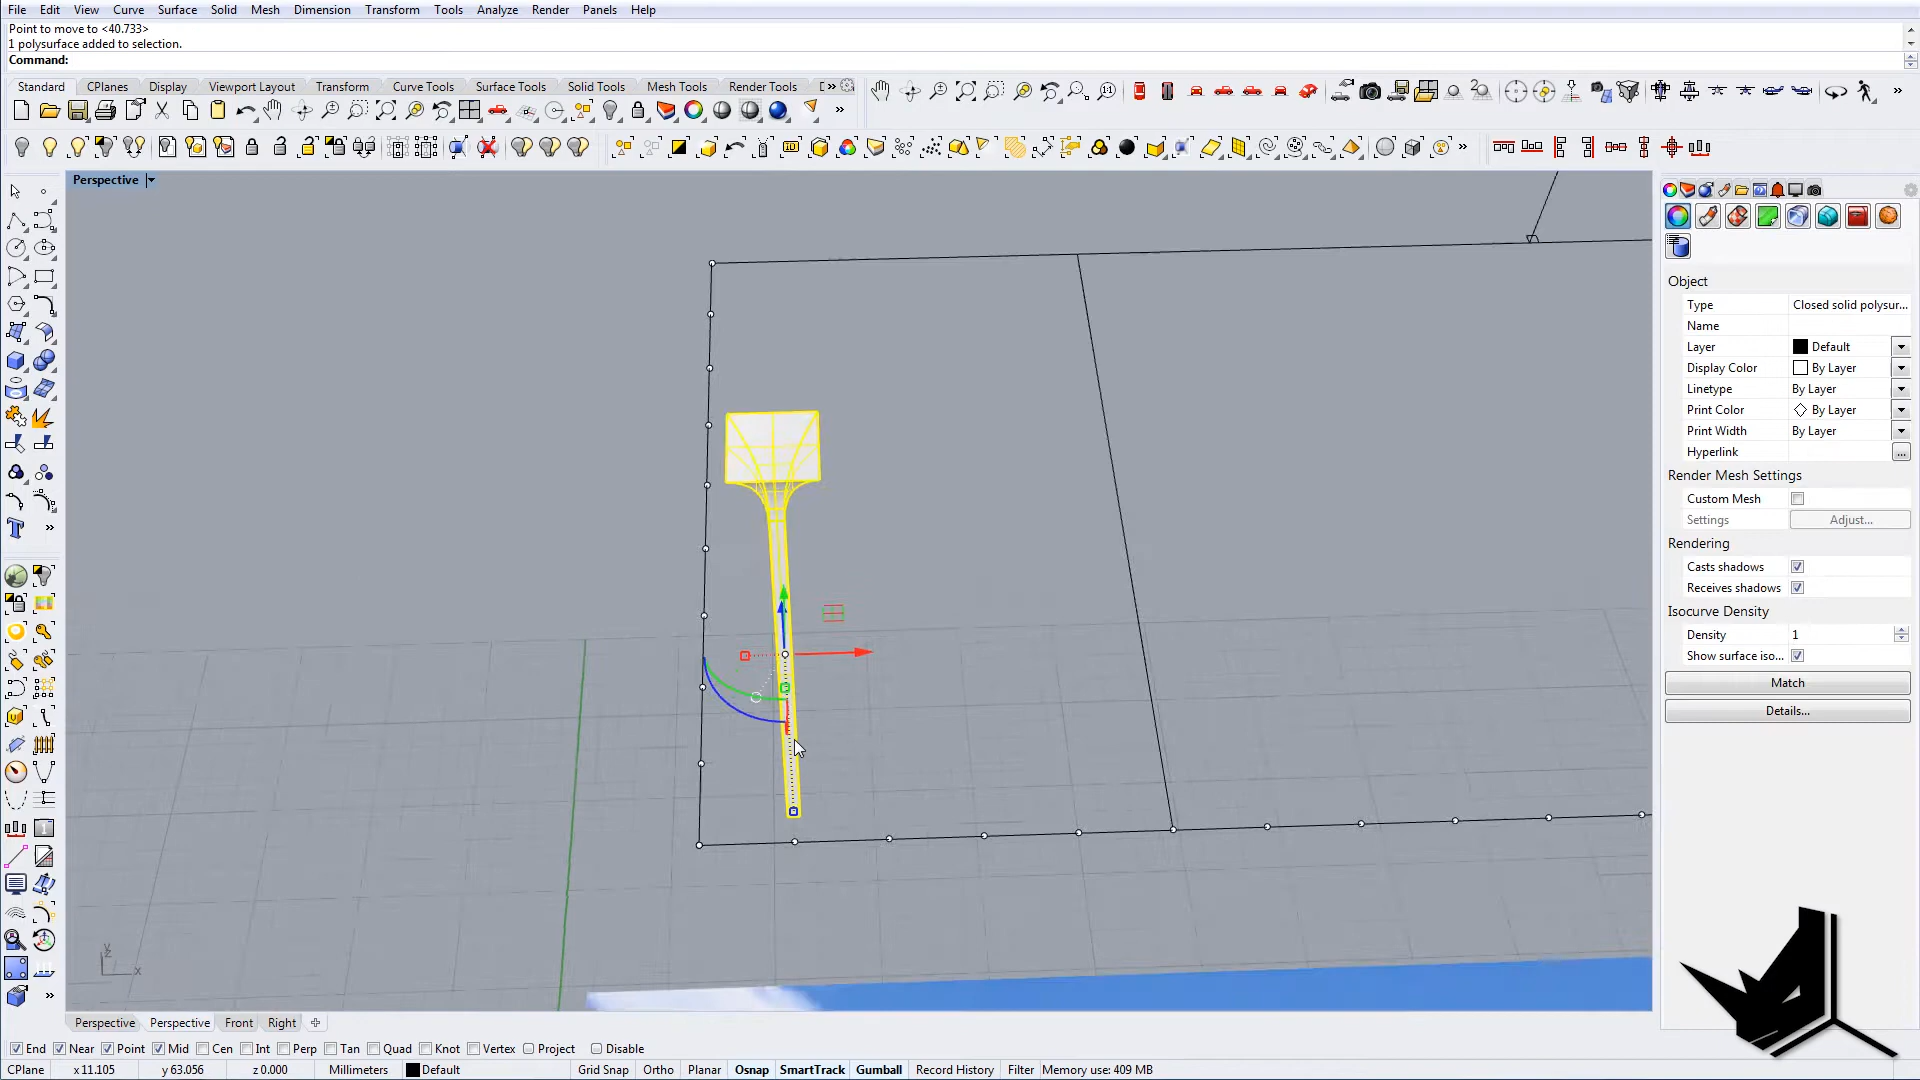 File Edit View Curve Surface Solid Mesh Dimension Transform Tools Analyze Render Panels Help
Point to move to <40.733>
1 polysurface added to selection.
Command:
Standard CPlanes Display Viewport Layout Transform Curve Tools Surface Tools Solid Tools Mesh Tools Render Tools
Perspective
Object
Type Closed solid polysur...
Name
Layer Default
Display Color By Layer
Linetype By Layer
Print Color By Layer
Print Width By Layer
Hyperlink ...
Render Mesh Settings
Custom Mesh
Settings Adjust...
Rendering
Casts shadows
Receives shadows
Isocurve Density
Density 1
Show surface iso...
Match
Details...
y
z
x
Perspective Perspective Front Right
End Near Point Mid Cen Int Perp Tan Quad Knot Vertex Project Disable
CPlane x 11.105 y 63.056 z 0.000 Millimeters Default Grid Snap Ortho Planar Osnap SmartTrack Gumball Record History Filter Memory use: 409 MB